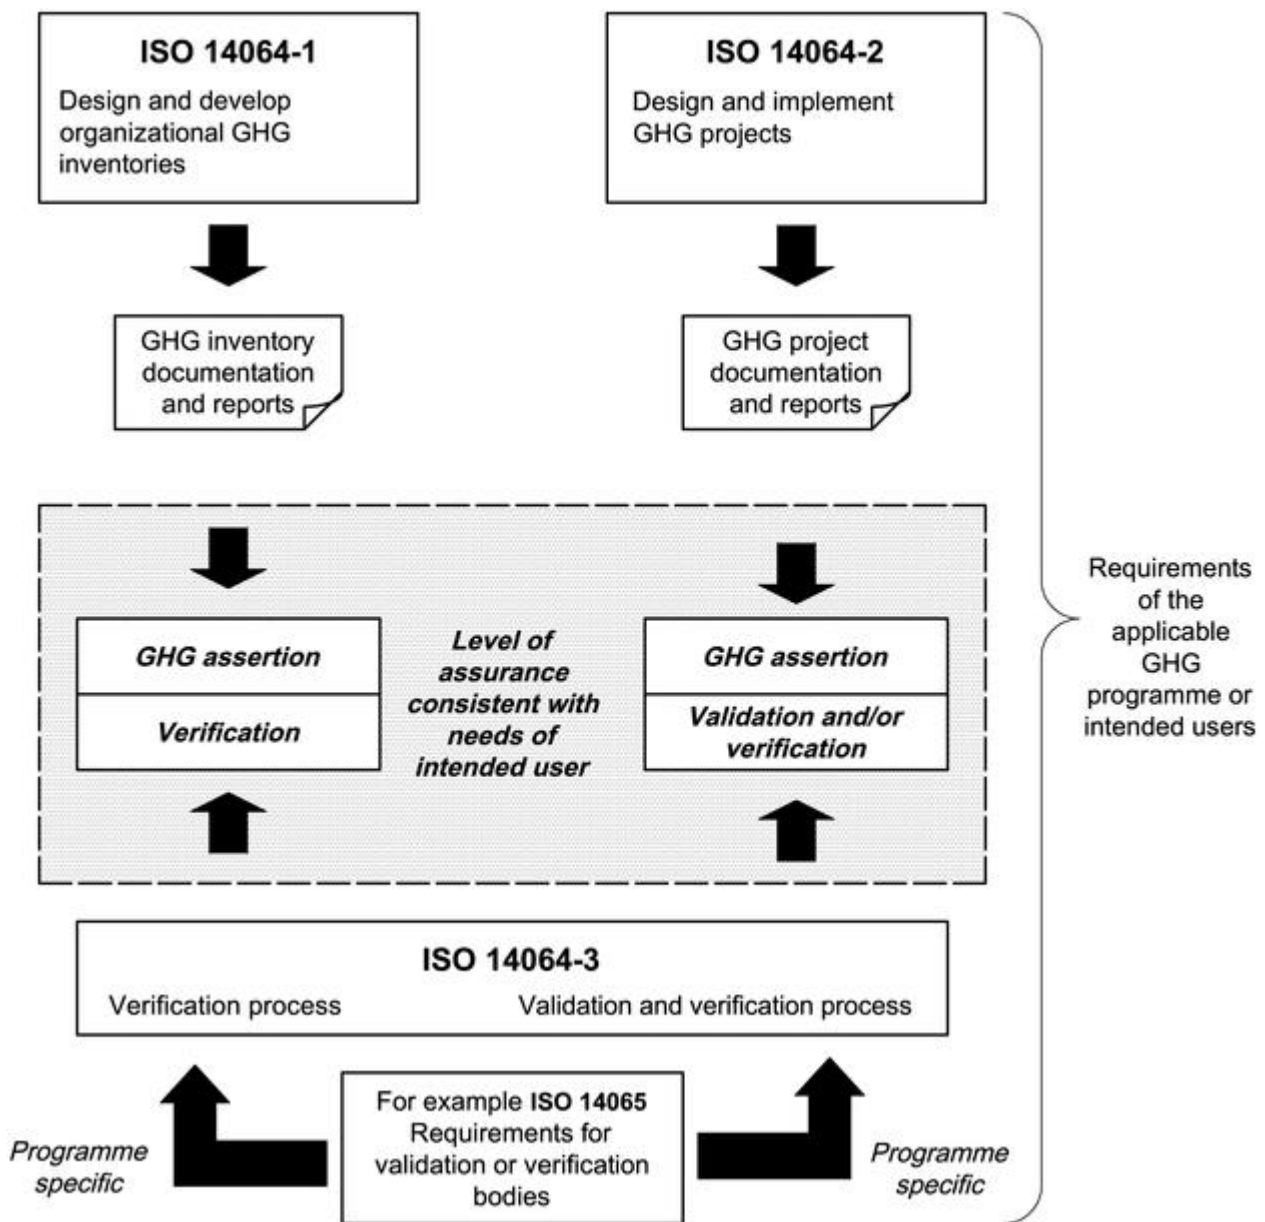 ISO 14064-1
Design and develop
organizational GHG
inventories
ISO 14064-2
Design and implement
GHG projects
GHG inventory
documentation
and reports
GHG project
documentation
and reports
GHG assertion
Verification
Level of
assurance
consistent with
needs of
intended user
GHG assertion
Validation and/or
verification
Requirements
of the
applicable
GHG
programme or
intended users
ISO 14064-3
Verification process
Validation and verification process
Programme
specific
For example ISO 14065
Requirements for
validation or verification
bodies
Programme
specific